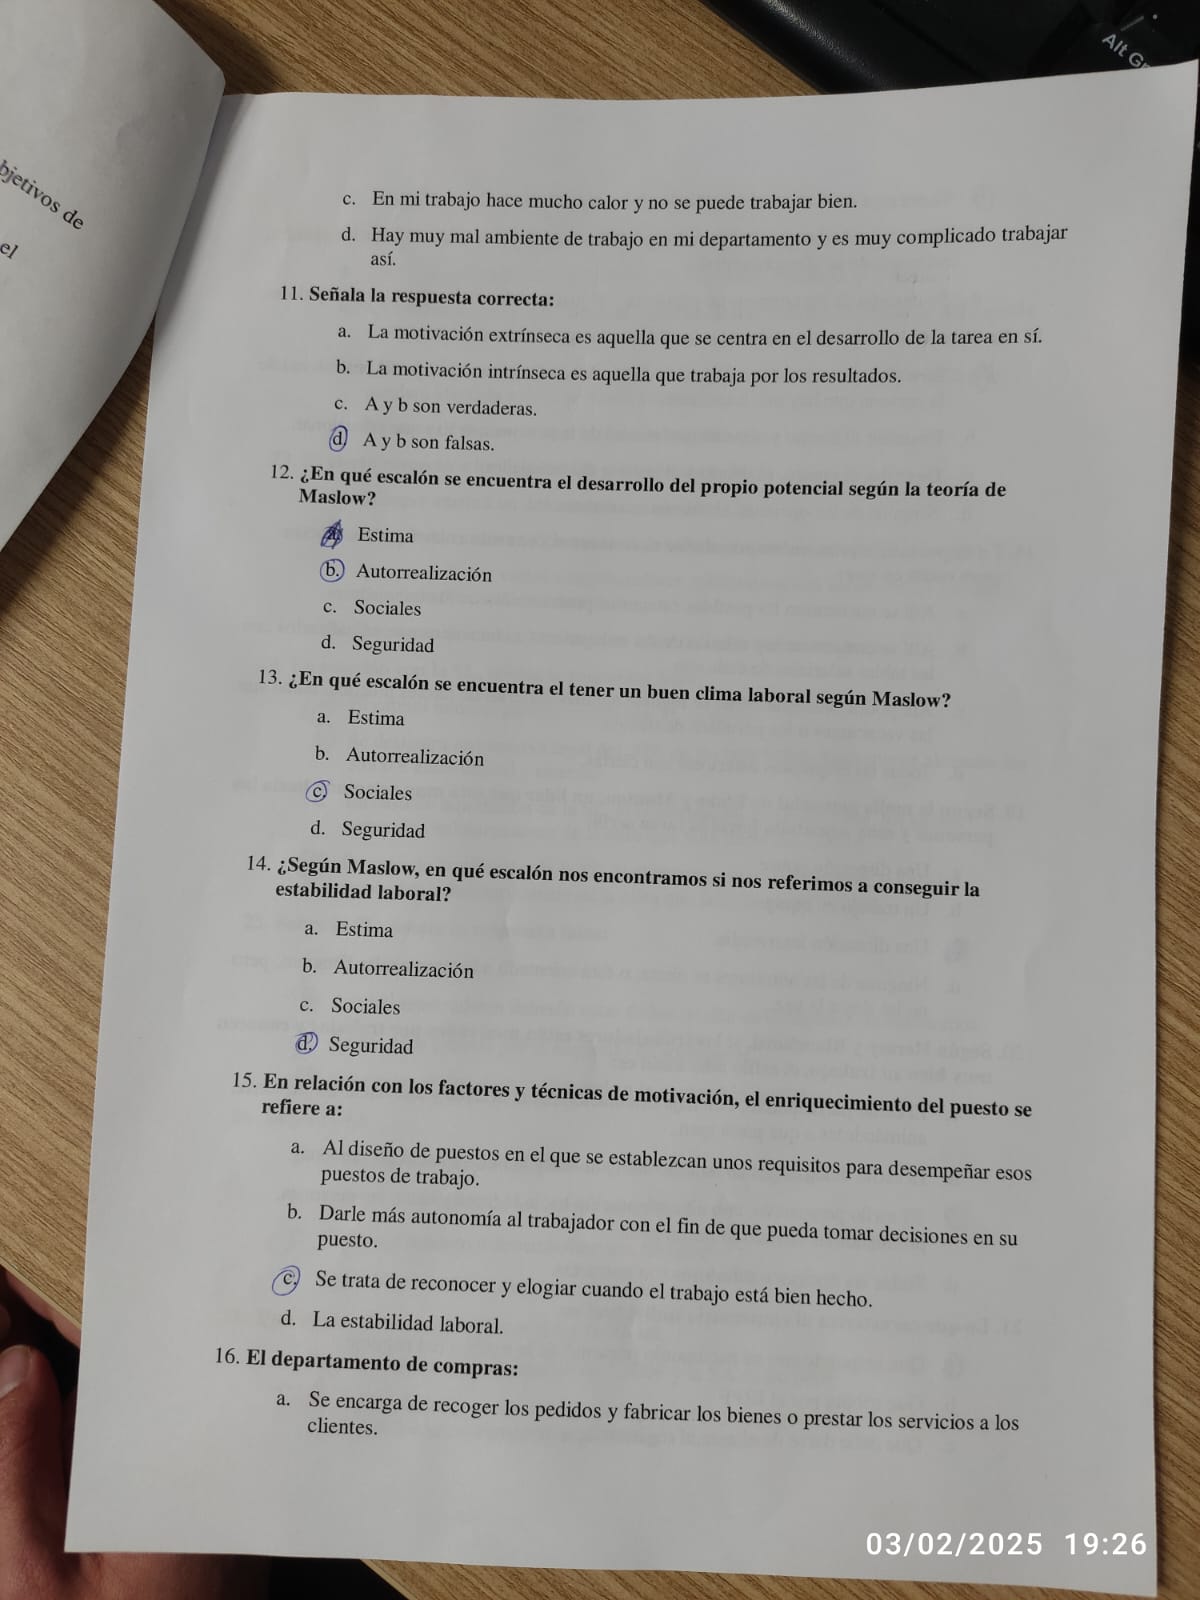 bjetivos de
el
Alt Gr
c. En mi trabajo hace mucho calor y no se puede trabajar bien.
d. Hay muy mal ambiente de trabajo en mi departamento y es muy complicado trabajar
así.
11. Señala la respuesta correcta:
a. La motivación extrínseca es aquella que se centra en el desarrollo de la tarea en sí.
b. La motivación intrínseca es aquella que trabaja por los resultados.
c. A y b son verdaderas.
d. A y b son falsas.
12. ¿En qué escalón se encuentra el desarrollo del propio potencial según la teoría de
Maslow?
a. Estima
b. Autorrealización
c. Sociales
d. Seguridad
13. ¿En qué escalón se encuentra el tener un buen clima laboral según Maslow?
a. Estima
b. Autorrealización
c. Sociales
d. Seguridad
14. ¿Según Maslow, en qué escalón nos encontramos si nos referimos a conseguir la
estabilidad laboral?
a. Estima
b. Autorrealización
c. Sociales
d. Seguridad
15. En relación con los factores y técnicas de motivación, el enriquecimiento del puesto se
refiere a:
a. Al diseño de puestos en el que se establezcan unos requisitos para desempeñar esos
puestos de trabajo.
b. Darle más autonomía al trabajador con el fin de que pueda tomar decisiones en su
puesto.
c. Se trata de reconocer y elogiar cuando el trabajo está bien hecho.
d. La estabilidad laboral.
16. El departamento de compras:
a. Se encarga de recoger los pedidos y fabricar los bienes o prestar los servicios a los
clientes.
03/02/2025 19:26